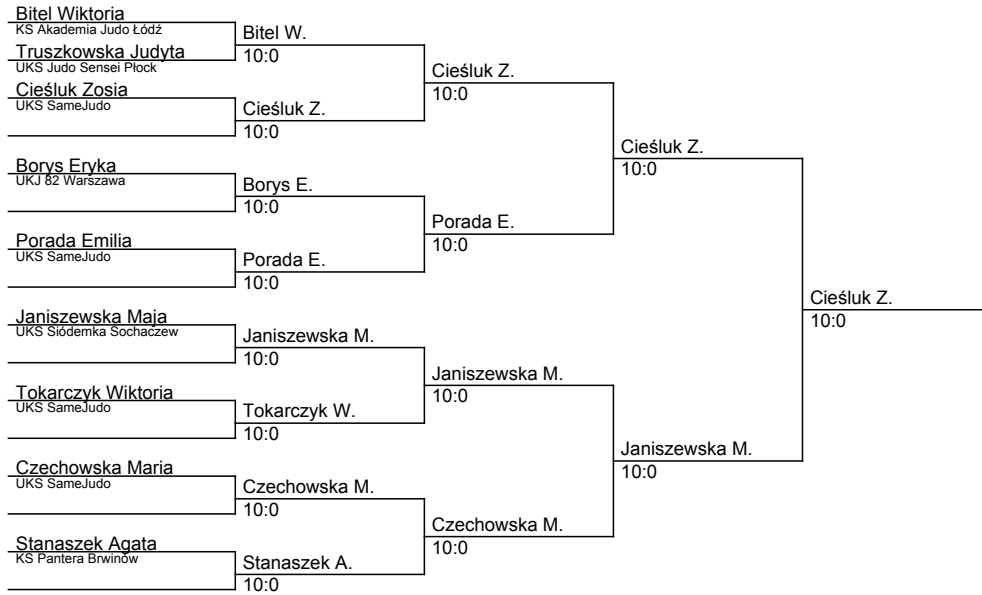 Bitel Wiktoria
KS Akademia Judo Łódź
Truszkowska Judyta
UKS Judo Sensei Płock
Cieśluk Zosia
UKS SameJudo
Borys Eryka
UKJ 82 Warszawa
Porada Emilia
UKS SameJudo
Janiszewska Maja
UKS Siódemka Sochaczew
Tokarczyk Wiktoria
UKS SameJudo
Czechowska Maria
UKS SameJudo
Stanaszek Agata
KS Pantera Brwinów
Bitel W.
10:0
Cieśluk Z.
10:0
Borys E.
10:0
Porada E.
10:0
Janiszewska M.
10:0
Tokarczyk W.
10:0
Czechowska M.
10:0
Stanaszek A.
10:0
Cieśluk Z.
10:0
Porada E.
10:0
Janiszewska M.
10:0
Czechowska M.
10:0
Cieśluk Z.
10:0
Janiszewska M.
10:0
Cieśluk Z.
10:0